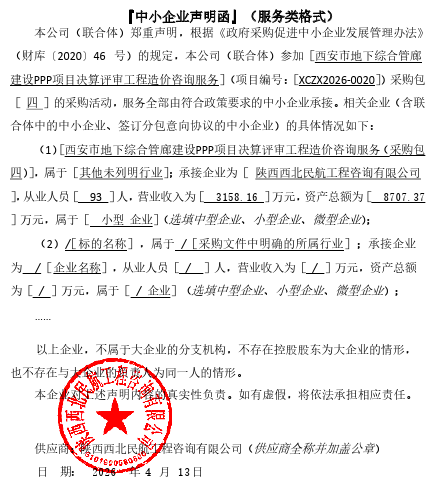 『中小企业声明函』（服务类格式）
本公司（联合体）郑重声明，根据《政府采购促进中小企业发展管理办法》
（财库〔2020〕46 号）的规定，本公司（联合体）参加［西安市地下综合管廊
建设PPP项目决算评审工程造价咨询服务］（项目编号：［XCZX2026-0020］）采购包
［ 四 ］的采购活动，服务全部由符合政策要求的中小企业承接。相关企业（含联
合体中的中小企业、签订分包意向协议的中小企业）的具体情况如下：
（1）［西安市地下综合管廊建设PPP项目决算评审工程造价咨询服务（采购包
四）］，属于［其他未列明行业］；承接企业为［ 陕西西北民航工程咨询有限公司
］，从业人员［ 93 ］人，营业收入为［ 3158.16 ］万元，资产总额为［ 8707.37
］万元，属于［ 小型 企业］（选填中型企业、小型企业、微型企业）；
（2）/［标的名称］，属于 /［采购文件中明确的所属行业］；承接企业
为 /［企业名称］，从业人员［ / ］人，营业收入为［ / ］万元，资产总额
为［ / ］万元，属于［ / 企业］（选填中型企业、小型企业、微型企业）；
……
以上企业，不属于大企业的分支机构，不存在控股股东为大企业的情形，
也不存在与大企业的负责人为同一人的情形。
本企业对上述声明内容的真实性负责。如有虚假，将依法承担相应责任。
供应商：陕西西北民航工程咨询有限公司（供应商全称并加盖公章）
日 期： 2026 年 4 月 13日
陕西西北民航工程咨询有限公司